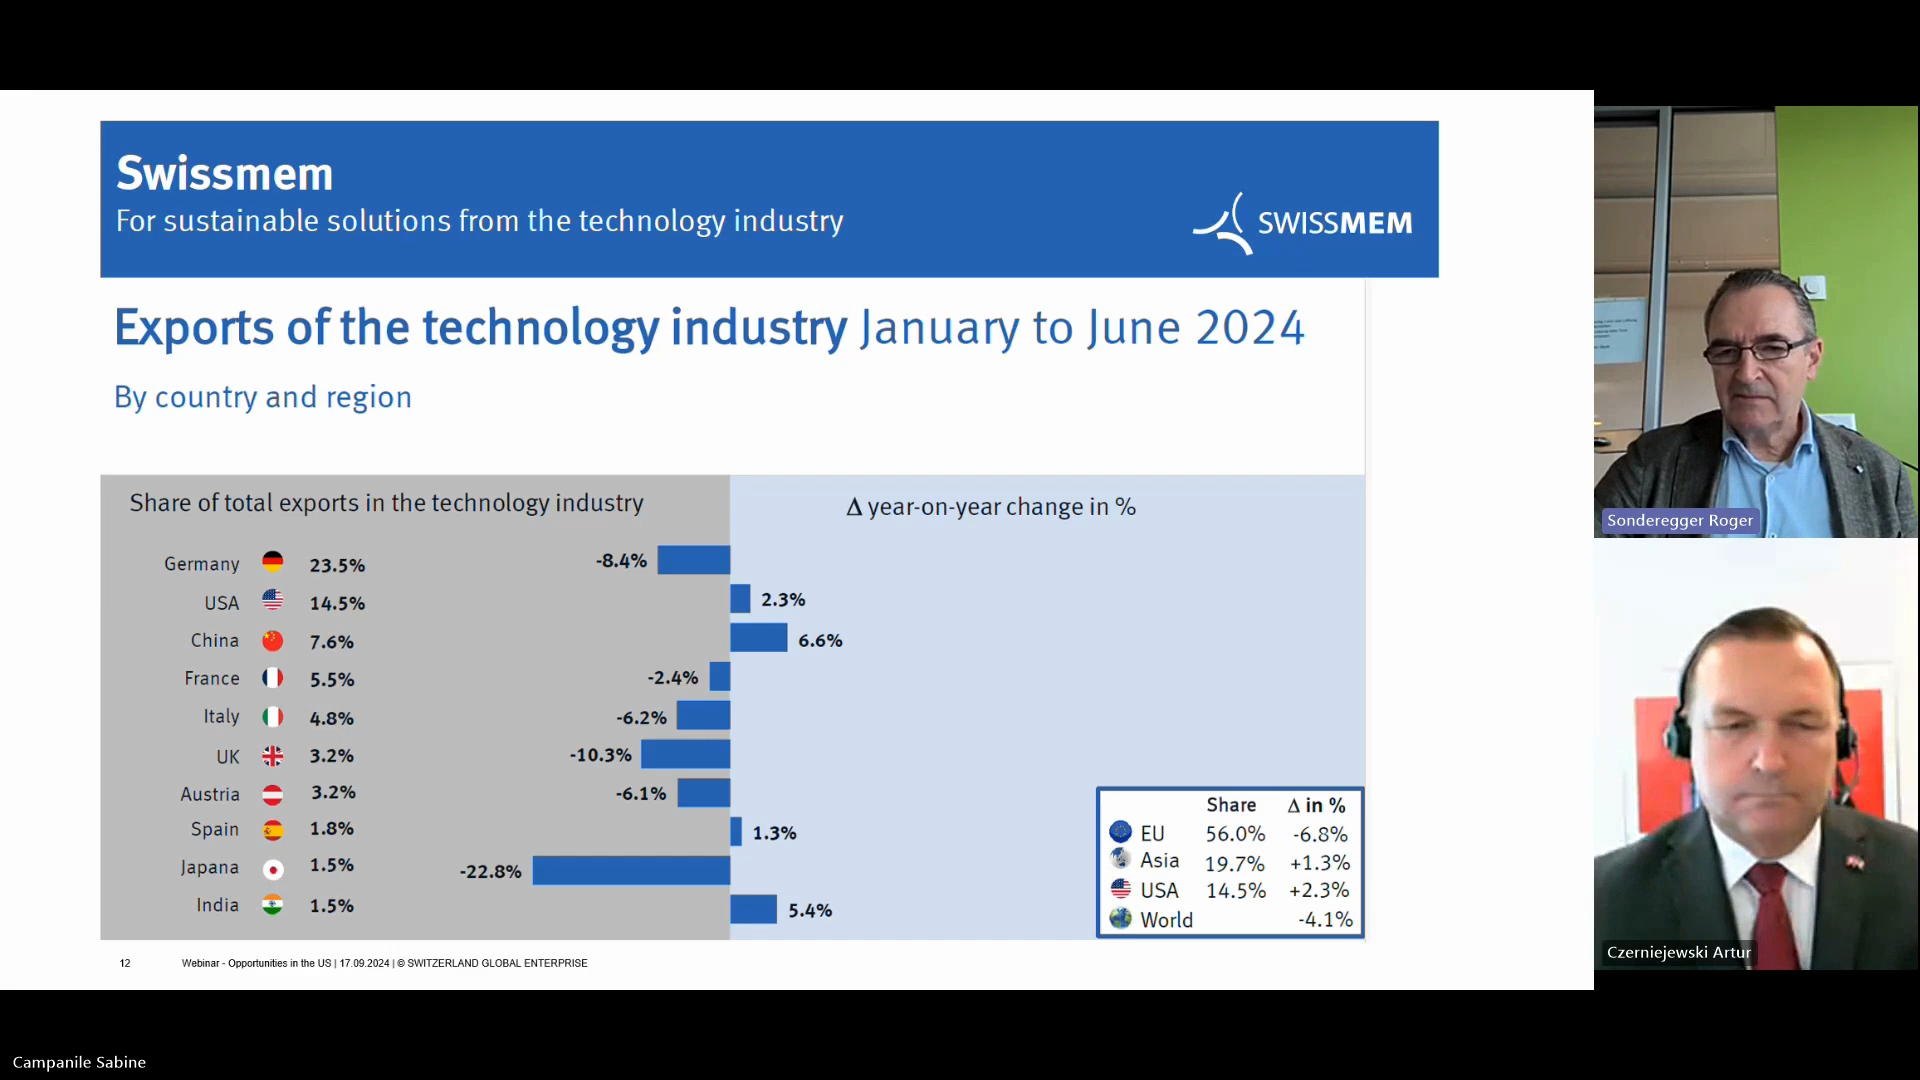 Swissmem
For sustainable solutions from the technology industry
SWISSMEM
Exports of the technology industry January to June 2024
By country and region
Share of total exports in the technology industry
Δ year-on-year change in %
Germany 23.5% -8.4%
USA 14.5% 2.3%
China 7.6% 6.6%
France 5.5% -2.4%
Italy 4.8% -6.2%
UK 3.2% -10.3%
Austria 3.2% -6.1%
Spain 1.8% 1.3%
Japana 1.5% -22.8%
India 1.5% 5.4%
Share Δ in %
EU 56.0% -6.8%
Asia 19.7% +1.3%
USA 14.5% +2.3%
World -4.1%
12 Webinar - Opportunities in the US | 17.09.2024 | © SWITZERLAND GLOBAL ENTERPRISE
Sonderegger Roger
Czerniejewski Artur
Campanile Sabine